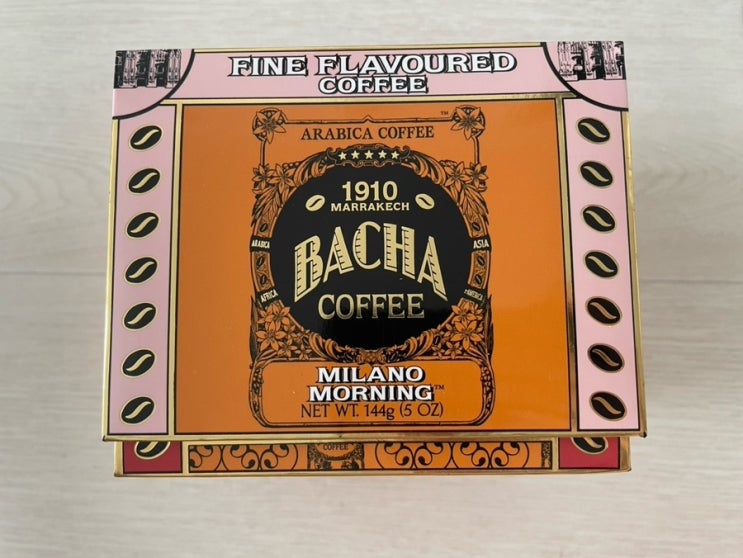 FINE FLAVOURED
COFFEE
ARABICA COFFEE ™
1910
MARRAKECH
ARABICA
ASIA
BACHA
AFRICA
AMERICA
COFFEE
MILANO
MORNING™
NET WT. 144g (5 OZ)
COFFEE